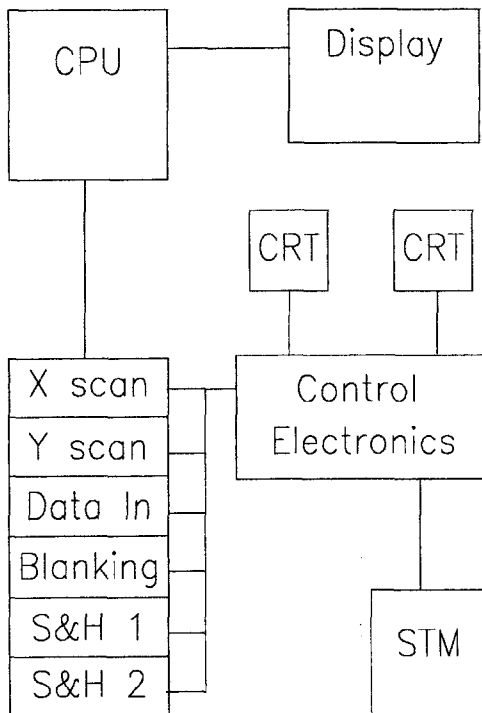 CPU
Display
CRT
CRT
X scan
Y scan
Data In
Blanking
S&H 1
S&H 2
Control
Electronics
STM